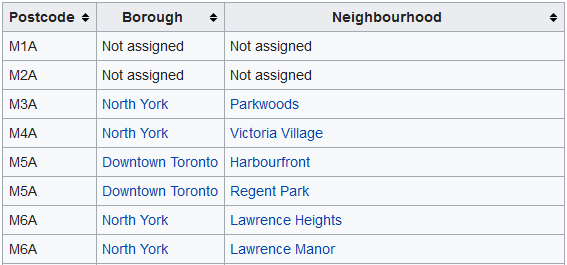 Postcode Borough Neighbourhood
M1A Not assigned Not assigned
M2A Not assigned Not assigned
M3A North York Parkwoods
M4A North York Victoria Village
M5A Downtown Toronto Harbourfront
M5A Downtown Toronto Regent Park
M6A North York Lawrence Heights
M6A North York Lawrence Manor